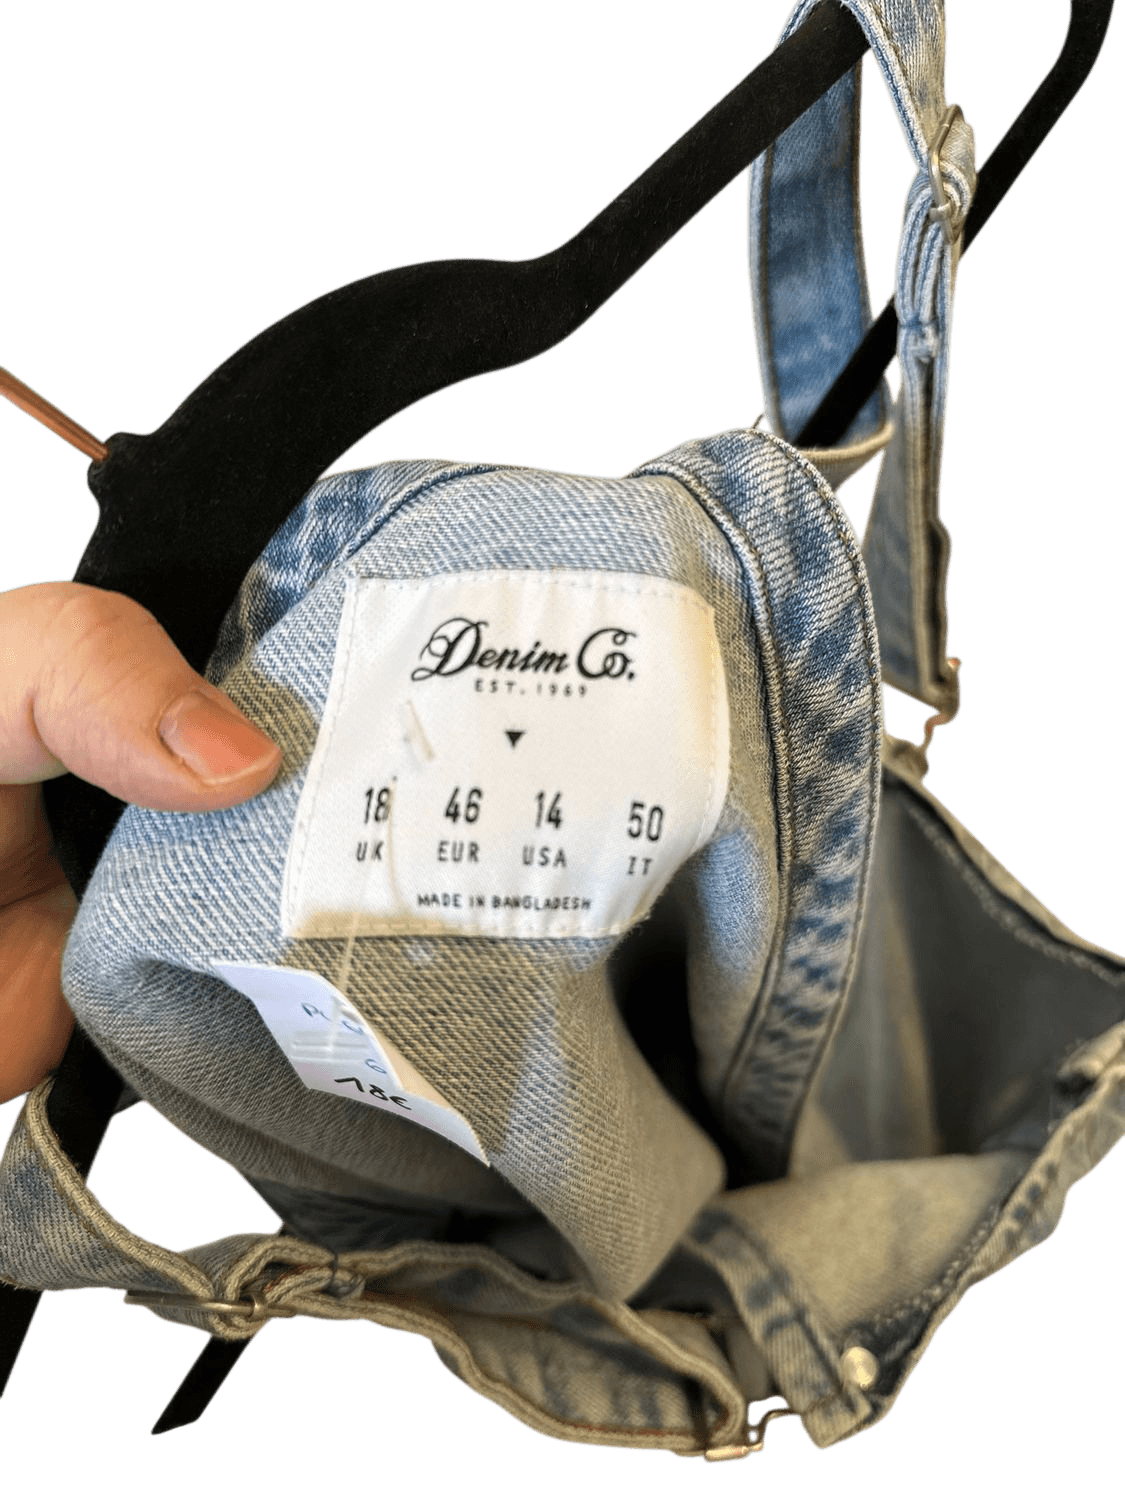 Denim Co.
EST. 1969
18 46 14 50
UK EUR USA IT
MADE IN BANGLADESH
18€